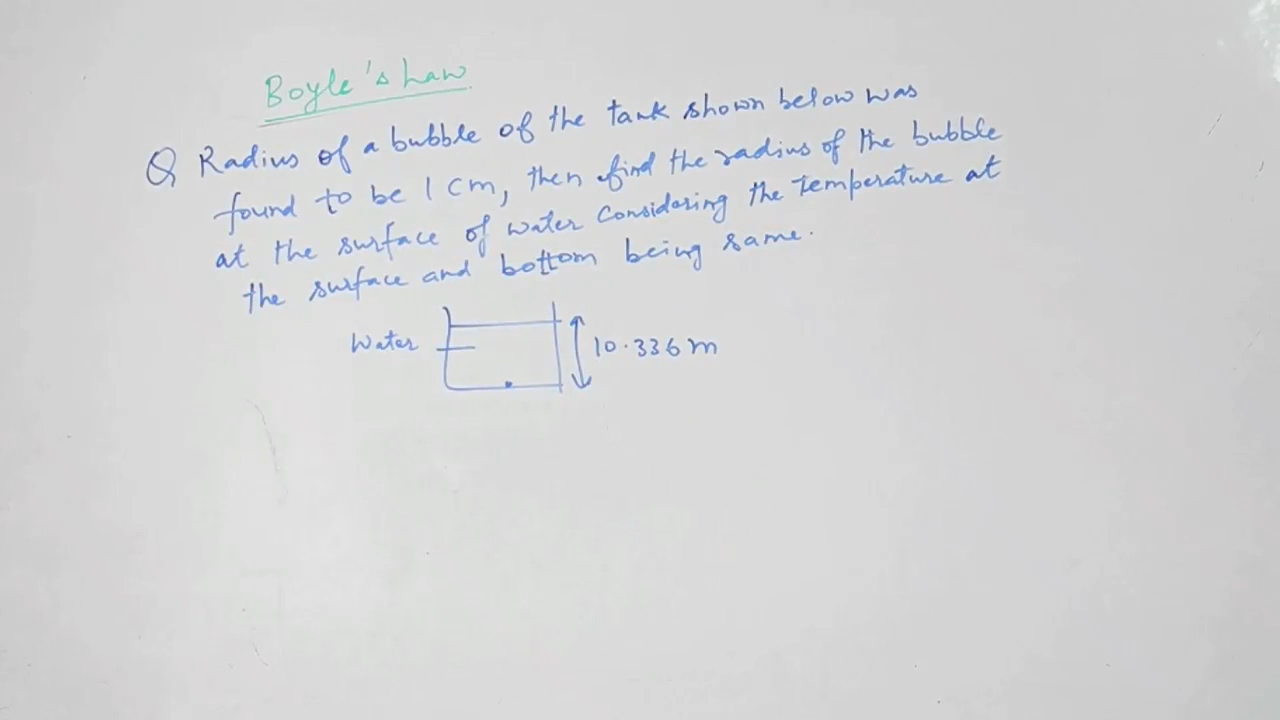 Boyle's Law
Q Radius of a bubble of the tank shown below was
found to be 1 cm, then find the radius of the bubble
at the surface of water considering the temperature at
the surface and bottom being same.
Water 10.336 m